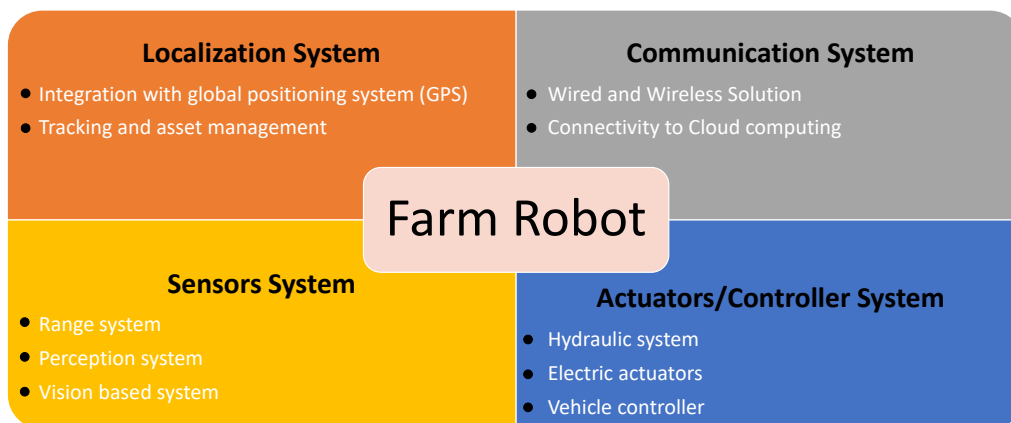 Localization System
• Integration with global positioning system (GPS)
• Tracking and asset management
Communication System
• Wired and Wireless Solution
• Connectivity to Cloud computing
Farm Robot
Sensors System
• Range system
• Perception system
• Vision based system
Actuators/Controller System
• Hydraulic system
• Electric actuators
• Vehicle controller